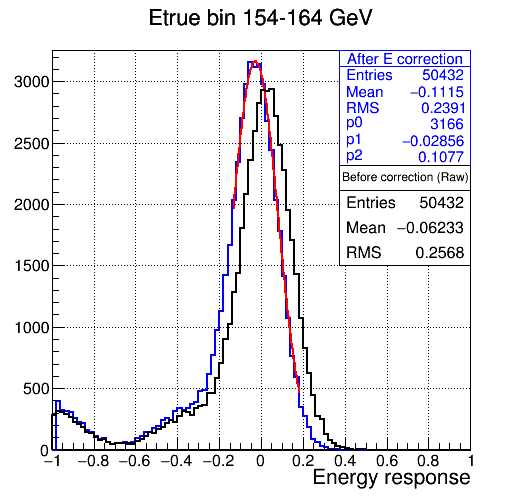 Etrue bin 154-164 GeV
After E correction
Entries 50432
Mean −0.1115
RMS 0.2391
p0 3166
p1 −0.02856
p2 0.1077
Before correction (Raw)
Entries 50432
Mean −0.06233
RMS 0.2568
3000
2500
2000
1500
1000
500
0
−1 −0.8 −0.6 −0.4 −0.2 0 0.2 0.4 0.6 0.8 1
Energy response